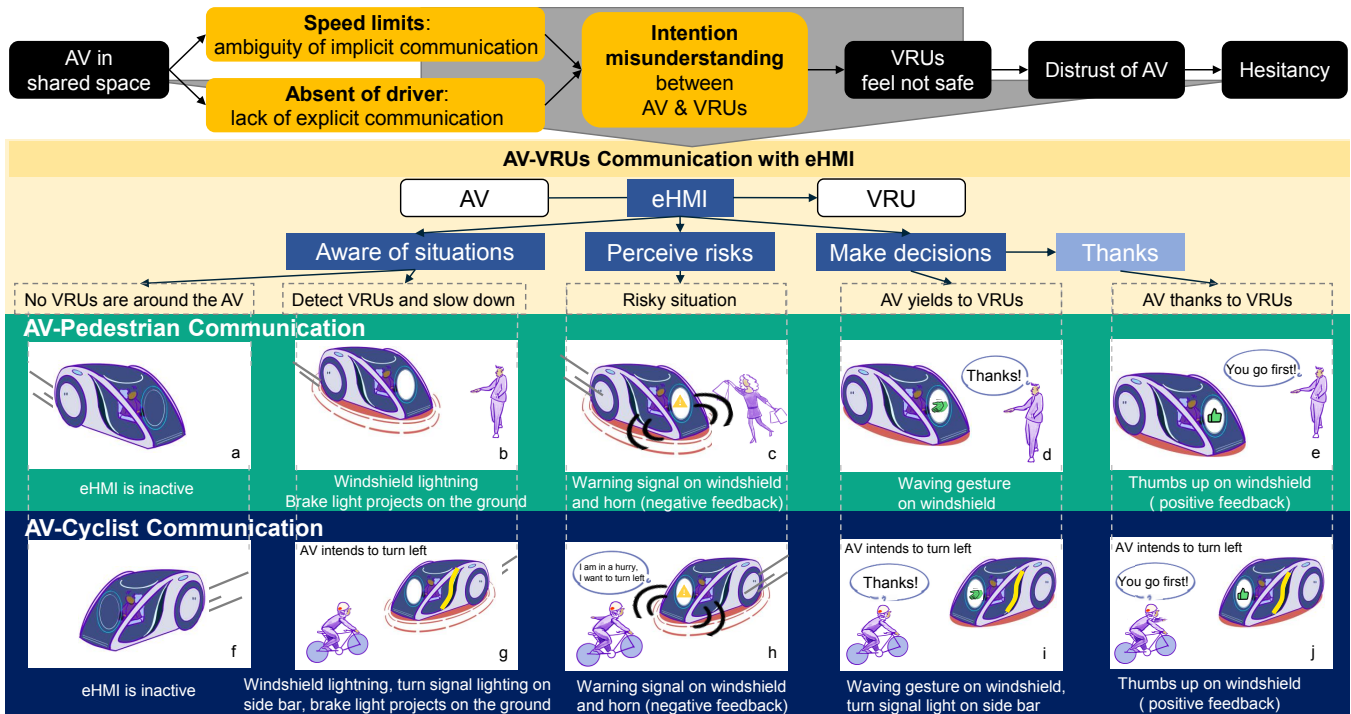 AV in
shared space
Speed limits:
ambiguity of implicit communication
Absent of driver:
lack of explicit communication
Intention
misunderstanding
between
AV & VRUs
VRUs
feel not safe
Distrust of AV
Hesitancy
AV-VRUs Communication with eHMI
AV
eHMI
VRU
Aware of situations
Perceive risks
Make decisions
Thanks
No VRUs are around the AV
Detect VRUs and slow down
Risky situation
AV yields to VRUs
AV thanks to VRUs
AV-Pedestrian Communication
a
b
c
Thanks!
d
You go first!
e
eHMI is inactive
Windshield lightning
Brake light projects on the ground
Warning signal on windshield
and horn (negative feedback)
Waving gesture
on windshield
Thumbs up on windshield
( positive feedback)
AV-Cyclist Communication
f
AV intends to turn left
g
I am in a hurry,
I want to turn left
h
AV intends to turn left
Thanks!
i
AV intends to turn left
You go first!
j
eHMI is inactive
Windshield lightning, turn signal lighting on
side bar, brake light projects on the ground
Warning signal on windshield
and horn (negative feedback)
Waving gesture on windshield,
turn signal light on side bar
Thumbs up on windshield
( positive feedback)